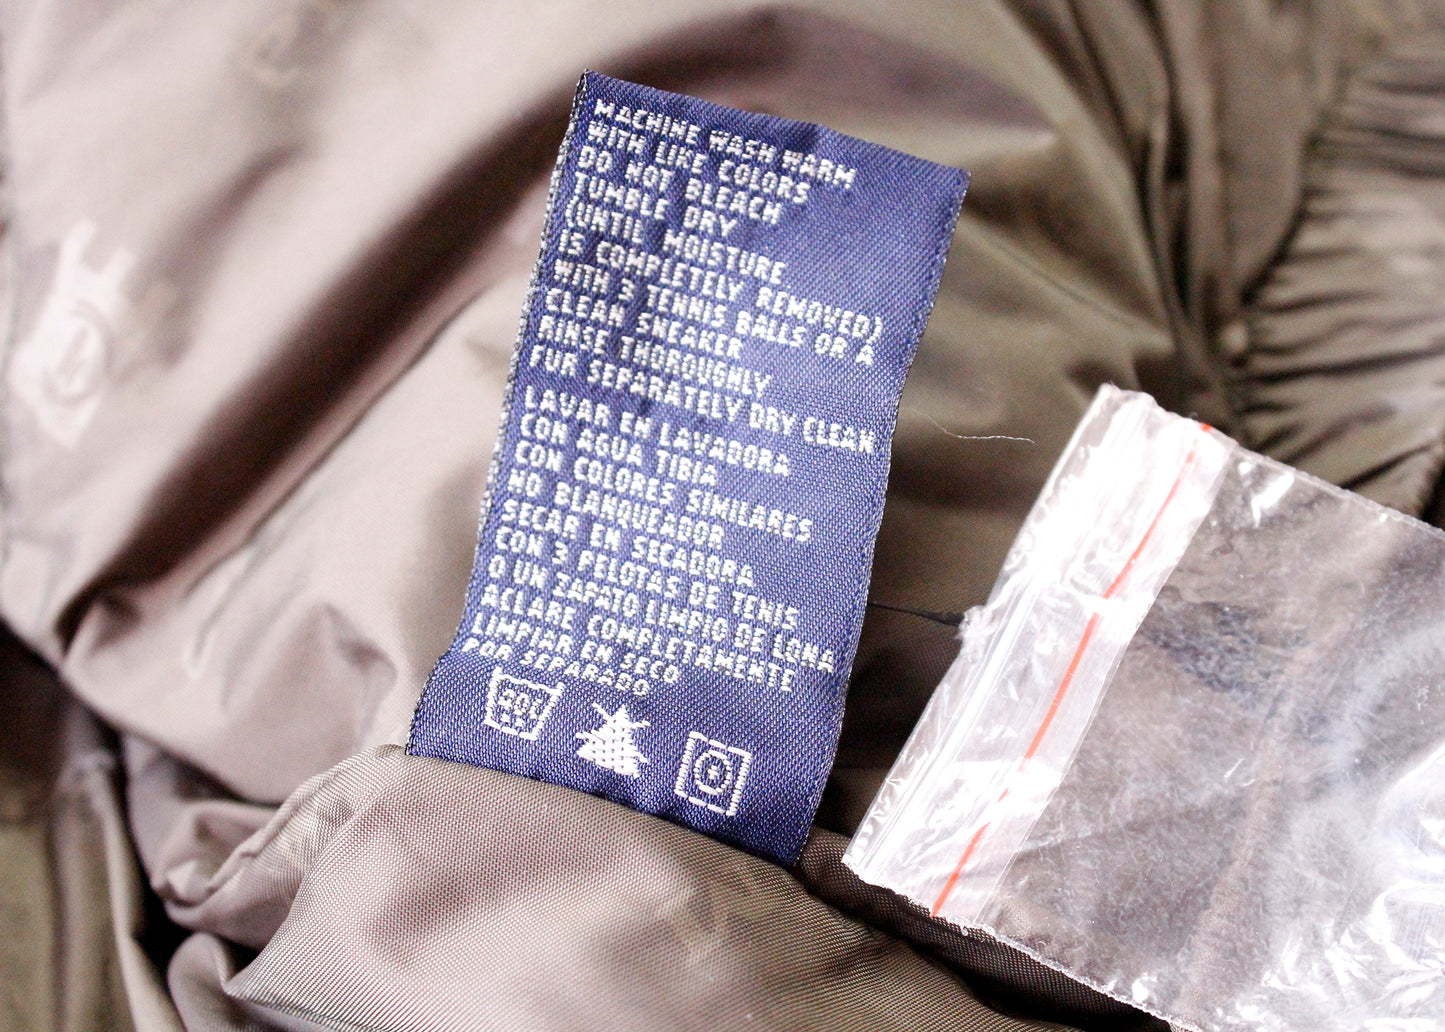 MACHINE WASH WARM
WITH LIKE COLORS
DO NOT BLEACH
TUMBLE DRY
(UNTIL MOISTURE
IS COMPLETELY REMOVED)
WITH 3 TENNIS BALLS OR A
CLEAN SNEAKER
RINSE THOROUGHLY
FUR SEPARATELY DRY CLEAN
LAVAR EN LAVADORA
CON AGUA TIBIA
CON COLORES SIMILARES
NO BLANQUEADOR
SECAR EN SECADORA
CON 3 PELOTAS DE TENIS
O UN ZAPATO LIMPIO DE LONA
ACLARE COMPLETAMENTE
LIMPIAR EN SECO
POR SEPARADO